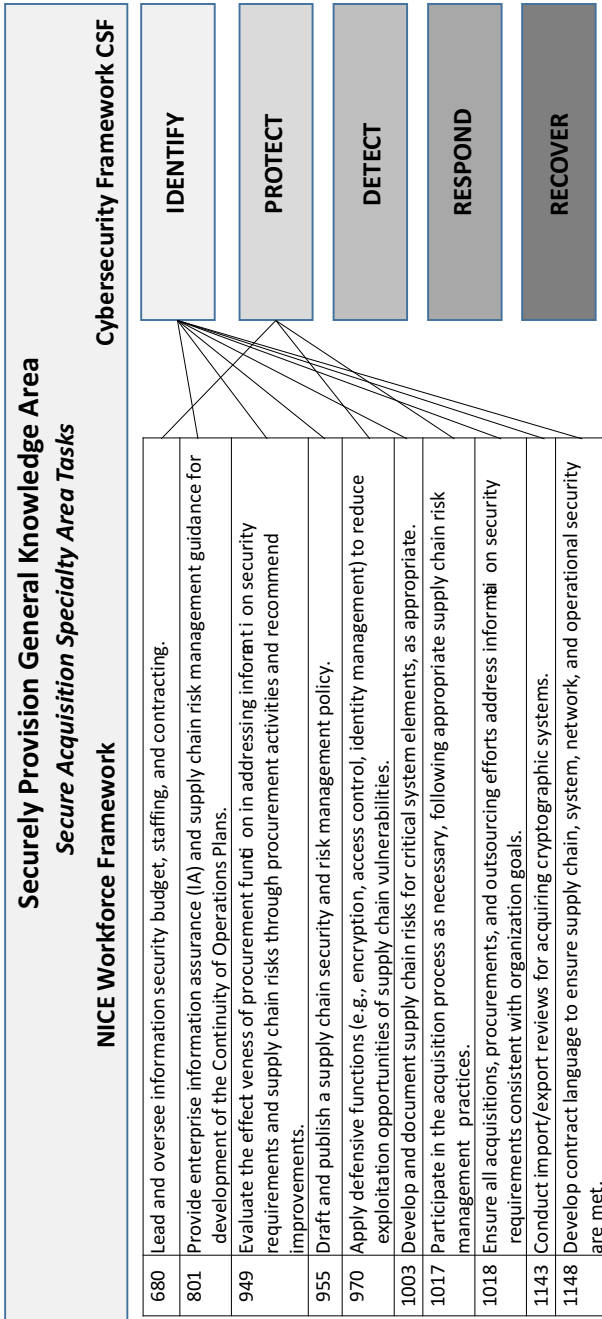 Securely Provision General Knowledge Area
Secure Acquisition Specialty Area Tasks
NICE Workforce Framework
Cybersecurity Framework CSF
680 Lead and oversee information security budget, staffing, and contracting.
801 Provide enterprise information assurance (IA) and supply chain risk management guidance for
development of the Continuity of Operations Plans.
949 Evaluate the effect veness of procurement functi on in addressing informati on security
requirements and supply chain risks through procurement activities and recommend
improvements.
955 Draft and publish a supply chain security and risk management policy.
970 Apply defensive functions (e.g., encryption, access control, identity management) to reduce
exploitation opportunities of supply chain vulnerabilities.
1003 Develop and document supply chain risks for critical system elements, as appropriate.
1017 Participate in the acquisition process as necessary, following appropriate supply chain risk
management practices.
1018 Ensure all acquisitions, procurements, and outsourcing efforts address informati on security
requirements consistent with organization goals.
1143 Conduct import/export reviews for acquiring cryptographic systems.
1148 Develop contract language to ensure supply chain, system, network, and operational security
are met.
IDENTIFY
PROTECT
DETECT
RESPOND
RECOVER